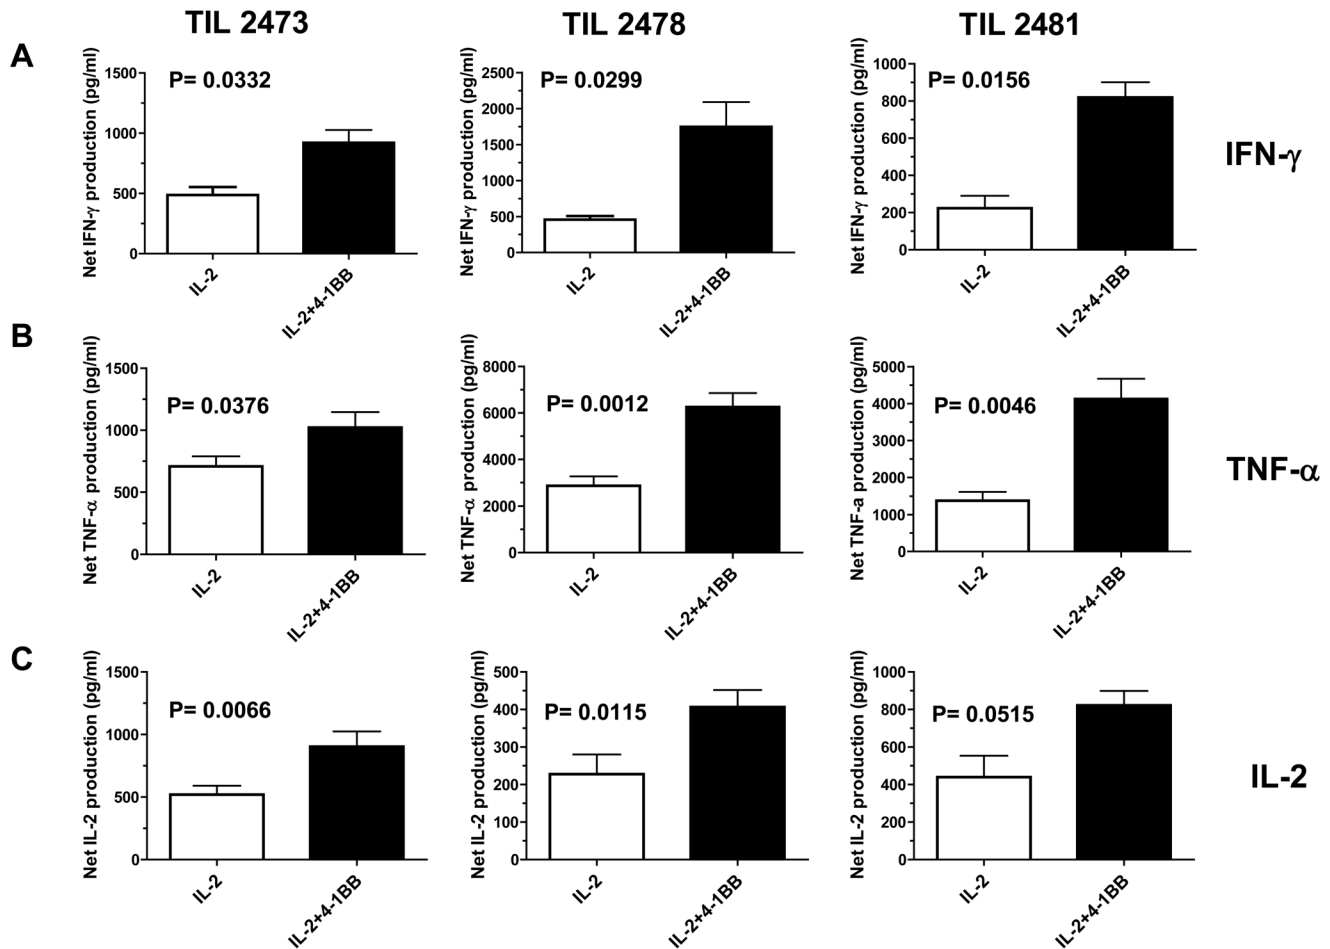 TIL 2473
TIL 2478
TIL 2481
A
Net IFN-γ production (pg/ml)
1500
1000
500
0
P= 0.0332
IL-2
IL-2+4-1BB
Net IFN-γ production (pg/ml)
2500
2000
1500
1000
500
0
P= 0.0299
IL-2
IL-2+4-1BB
Net IFN-γ production (pg/ml)
1000
800
600
400
200
0
P= 0.0156
IL-2
IL-2+4-1BB
IFN-γ
B
Net TNF-α production (pg/ml)
1500
1000
500
0
P= 0.0376
IL-2
IL-2+4-1BB
Net TNF-α production (pg/ml)
8000
6000
4000
2000
0
P= 0.0012
IL-2
IL-2+4-1BB
Net TNF-a production (pg/ml)
5000
4000
3000
2000
1000
0
P= 0.0046
IL-2
IL-2+4-1BB
TNF-α
C
Net IL-2 production (pg/ml)
1500
1000
500
0
P= 0.0066
IL-2
IL-2+4-1BB
Net IL-2 production (pg/ml)
500
400
300
200
100
0
P= 0.0115
IL-2
IL-2+4-1BB
Net IL-2 production (pg/ml)
1000
800
600
400
200
0
P= 0.0515
IL-2
IL-2+4-1BB
IL-2